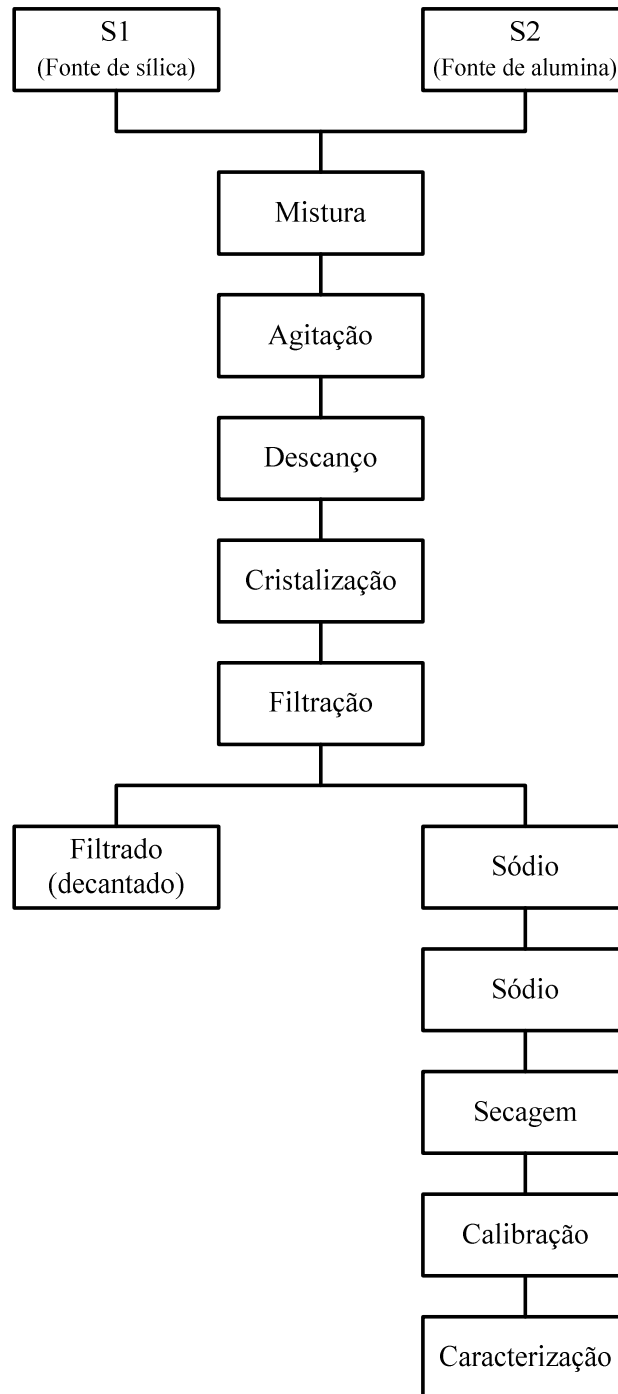 S1
(Fonte de sílica)
S2
(Fonte de alumina)
Mistura
Agitação
Descanço
Cristalização
Filtração
Filtrado
(decantado)
Sódio
Sódio
Secagem
Calibração
Caracterização